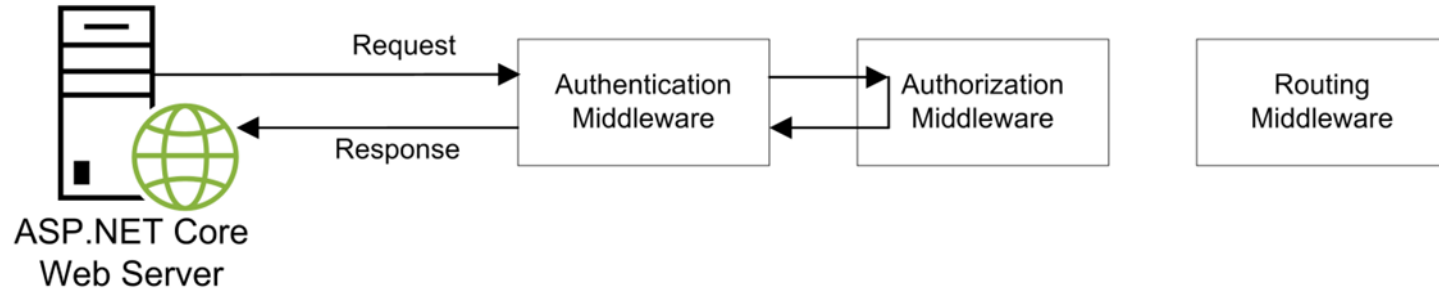 Request
Authentication
Middleware
Authorization
Middleware
Routing
Middleware
Response
ASP.NET Core
Web Server